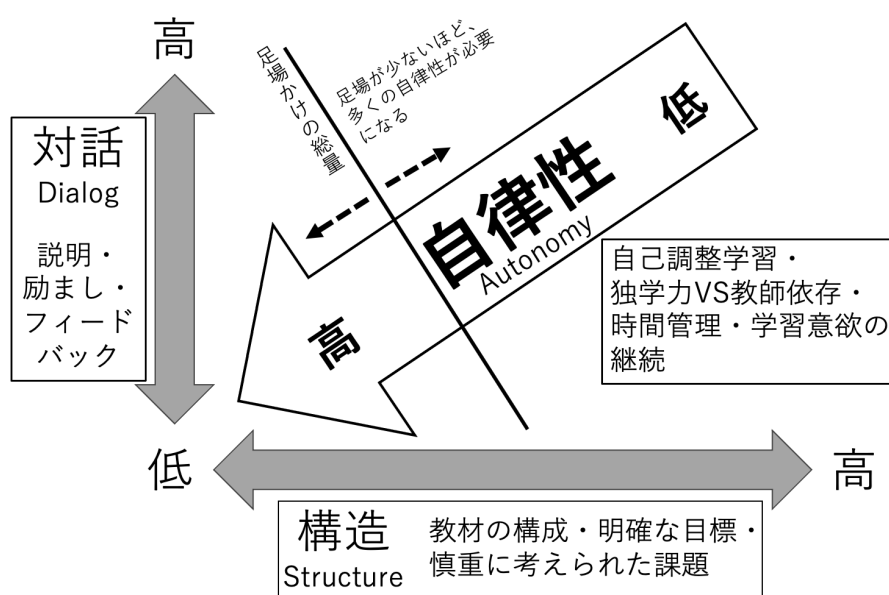 高
対話
Dialog
説明・
励まし・
フィード
バック
低
足場かけの総量
足場が少ないほど、
多くの自律性が必要
になる
低
自律性
Autonomy
高
自己調整学習・
独学力VS教師依存・
時間管理・学習意欲の
継続
高
構造
Structure
教材の構成・明確な目標・
慎重に考えられた課題